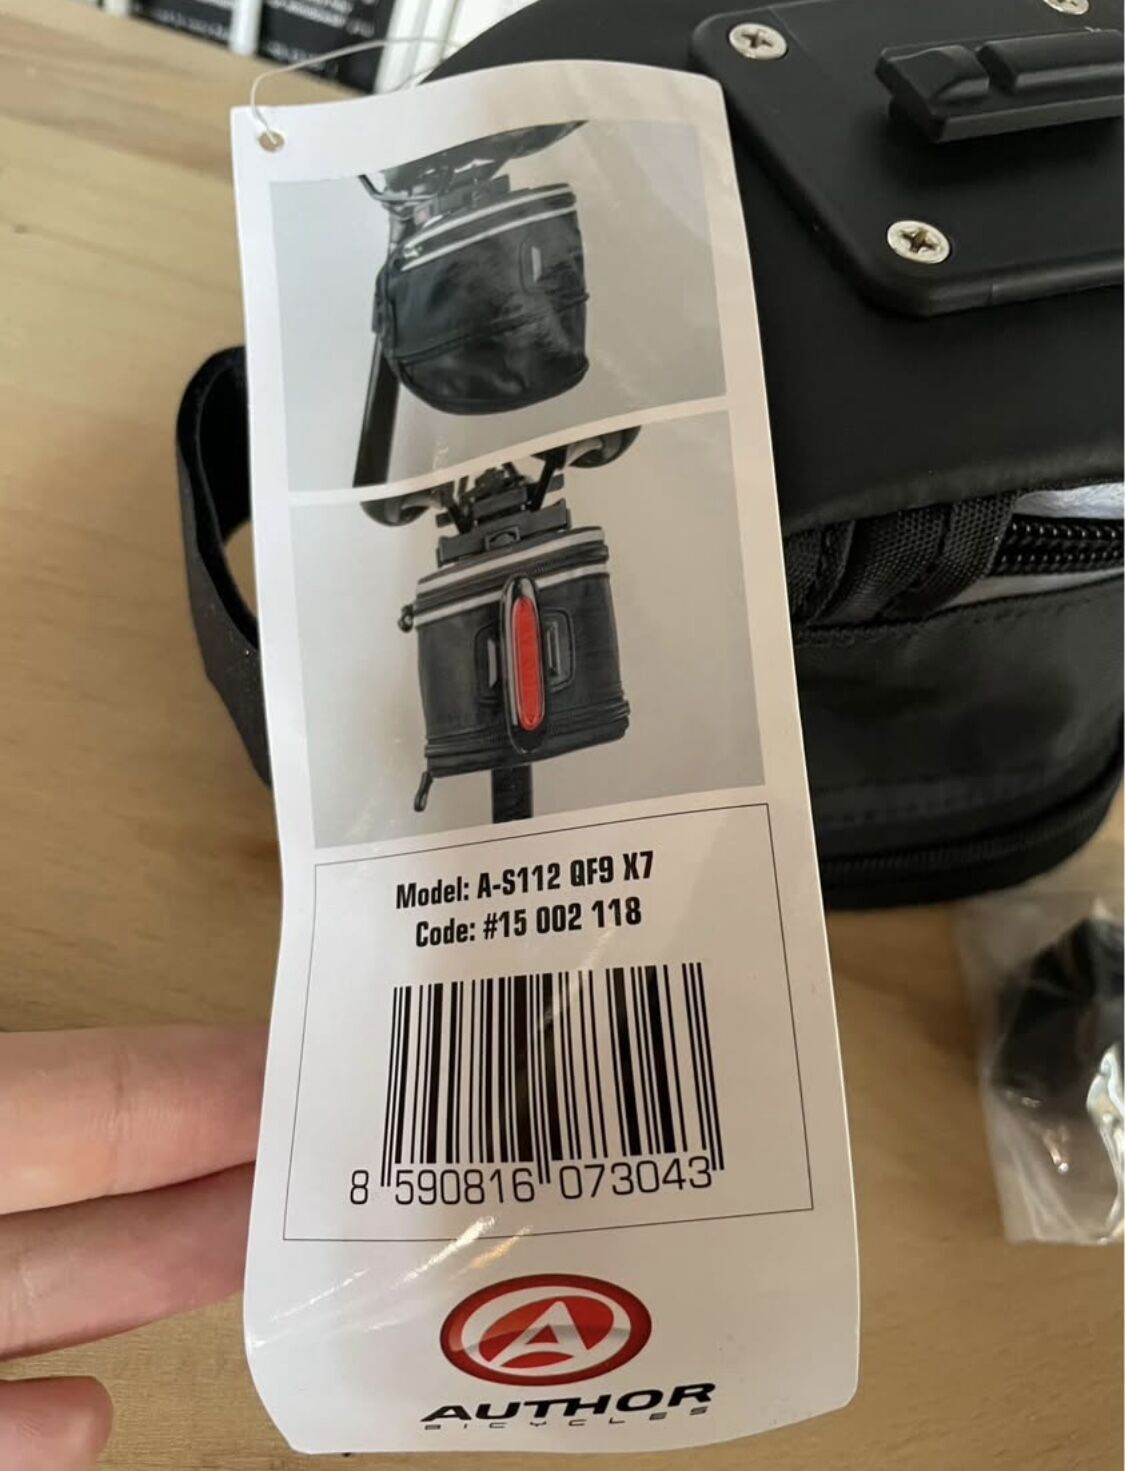 Model: A-S112 QF9 X7
Code: #15 002 118
8 590816 073043
AUTHOR
BICYCLES